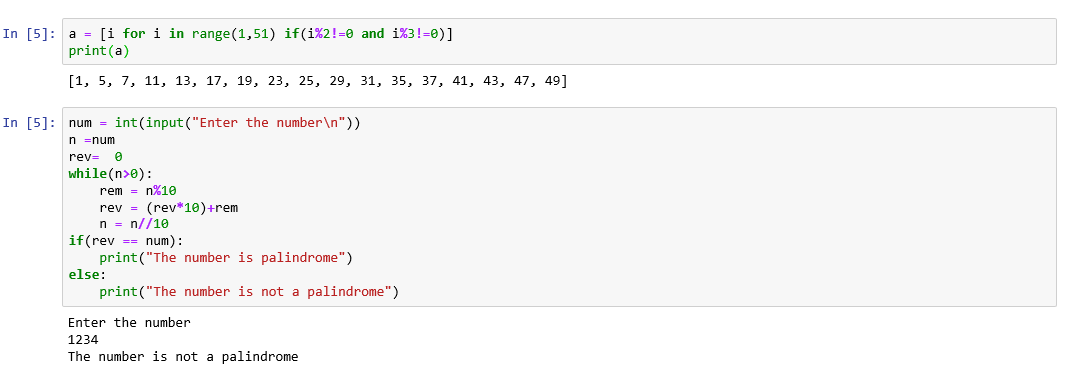 In [5]: a = [i for i in range(1,51) if(i%2!=0 and i%3!=0)]
print(a)
[1, 5, 7, 11, 13, 17, 19, 23, 25, 29, 31, 35, 37, 41, 43, 47, 49]
In [5]: num = int(input("Enter the number\n"))
n =num
rev=  0
while(n>0):
    rem = n%10
    rev = (rev*10)+rem
    n = n//10
if(rev == num):
    print("The number is palindrome")
else:
    print("The number is not a palindrome")
Enter the number
1234
The number is not a palindrome